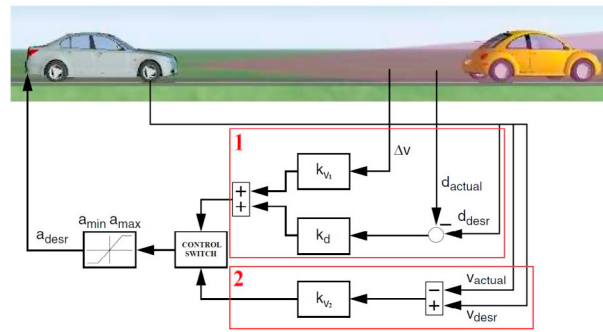 1
Δv
k_v₁
d_actual
+
+
−
d_desr
k_d
a_min a_max
a_desr
CONTROL
SWITCH
2
v_actual
−
+
k_v₂
v_desr